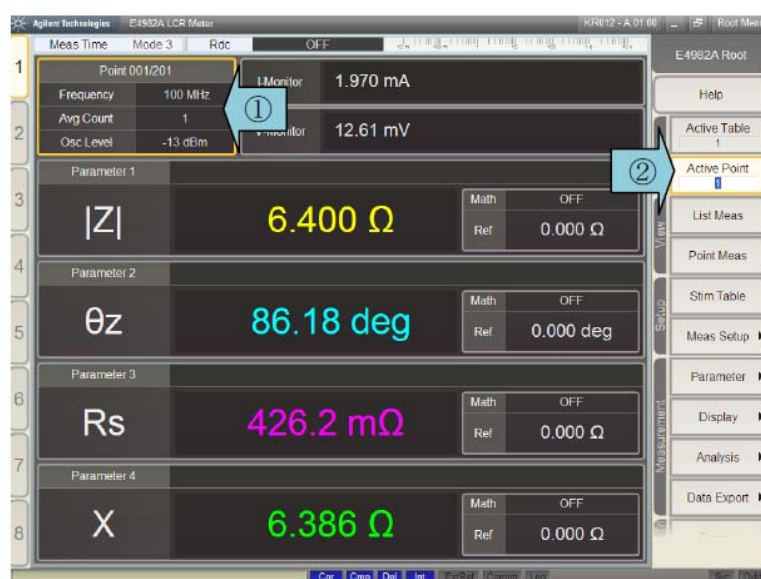 Agilent Technologies E4982A LCR Meter KR012 - A.01.00 Root Menu
Meas Time Mode 3 Rdc OFF
E4982A Root
Point 001/201
Frequency 100 MHz
Avg Count 1
Osc Level -13 dBm
①
I-Monitor 1.970 mA
V-Monitor 12.61 mV
Parameter 1
|Z| 6.400 Ω
Math OFF
Ref 0.000 Ω
Parameter 2
θz 86.18 deg
Math OFF
Ref 0.000 deg
Parameter 3
Rs 426.2 mΩ
Math OFF
Ref 0.000 Ω
Parameter 4
X 6.386 Ω
Math OFF
Ref 0.000 Ω
1
2
3
4
5
6
7
8
②
Help
Active Table
1
Active Point
1
List Meas
Point Meas
Stim Table
Meas Setup
Parameter
Display
Analysis
Data Export
View
Setup
Measurement
Cor Cmp Del Int ExtRef Log